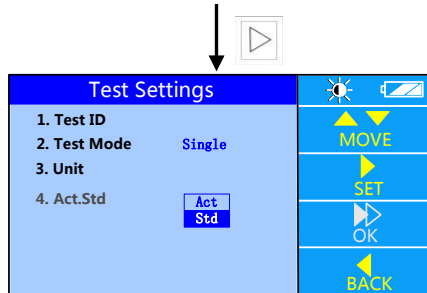 Test Settings
1. Test ID
2. Test Mode Single
3. Unit
4. Act.Std
Act
Std
MOVE
SET
OK
BACK